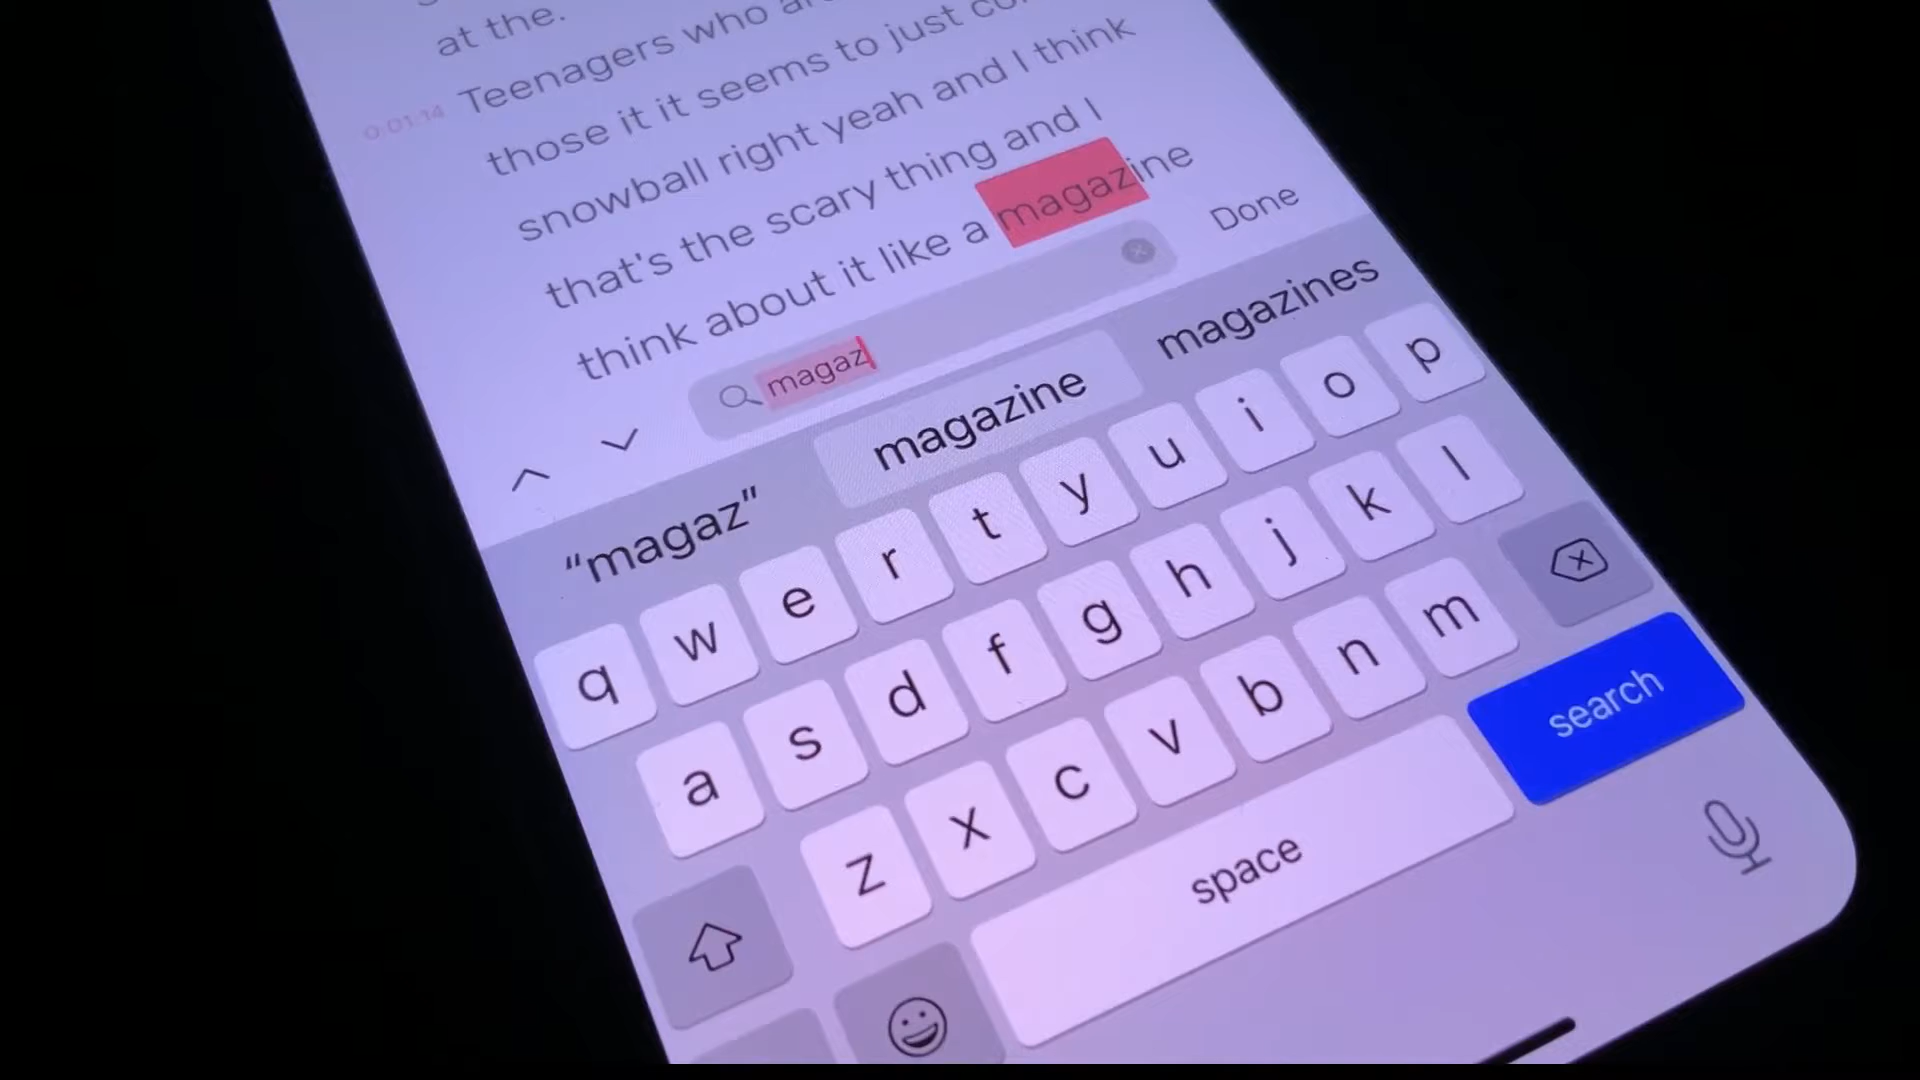 at the.
0:01:14 Teenagers who
those it it seems to just
snowball right yeah and I think
that's the scary thing and I
think about it like a magazine
Done
magaz
“magaz” magazine magazines
q w e r t y u i o p
a s d f g h j k l
z x c v b n m
space search